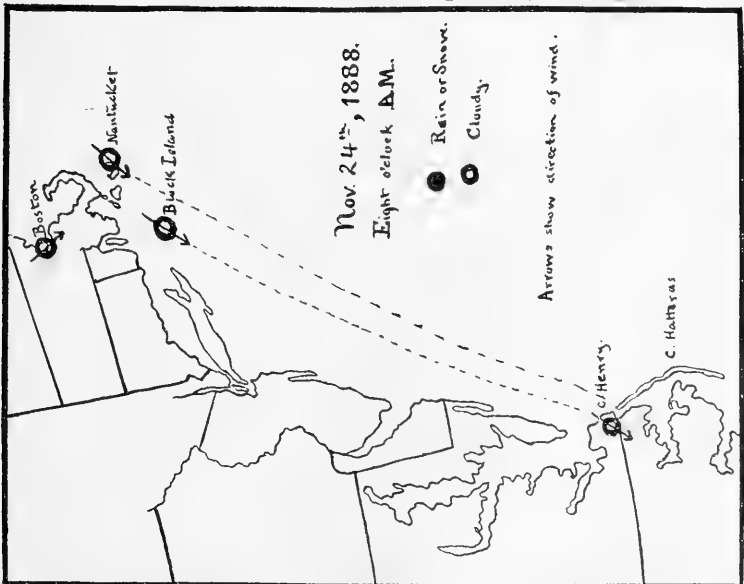 Boston
Nantucket
Block Island
Nov. 24th, 1888.
Eight o'clock A.M.
Rain or Snow.
Cloudy.
Arrows show direction of wind.
C. Henry.
C. Hatteras